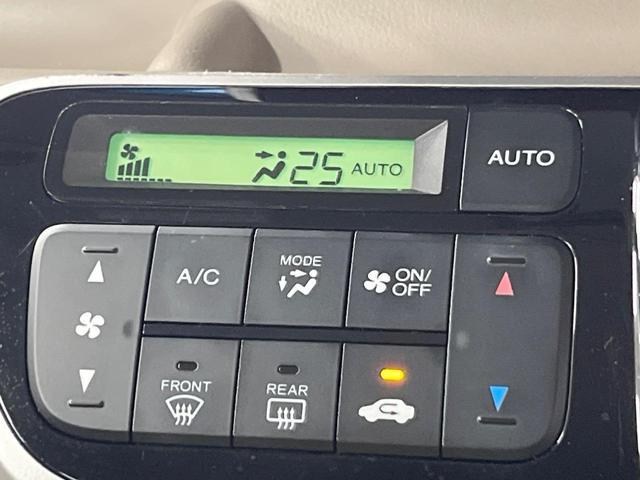 25 AUTO
AUTO
A/C
MODE
ON/
OFF
FRONT
REAR